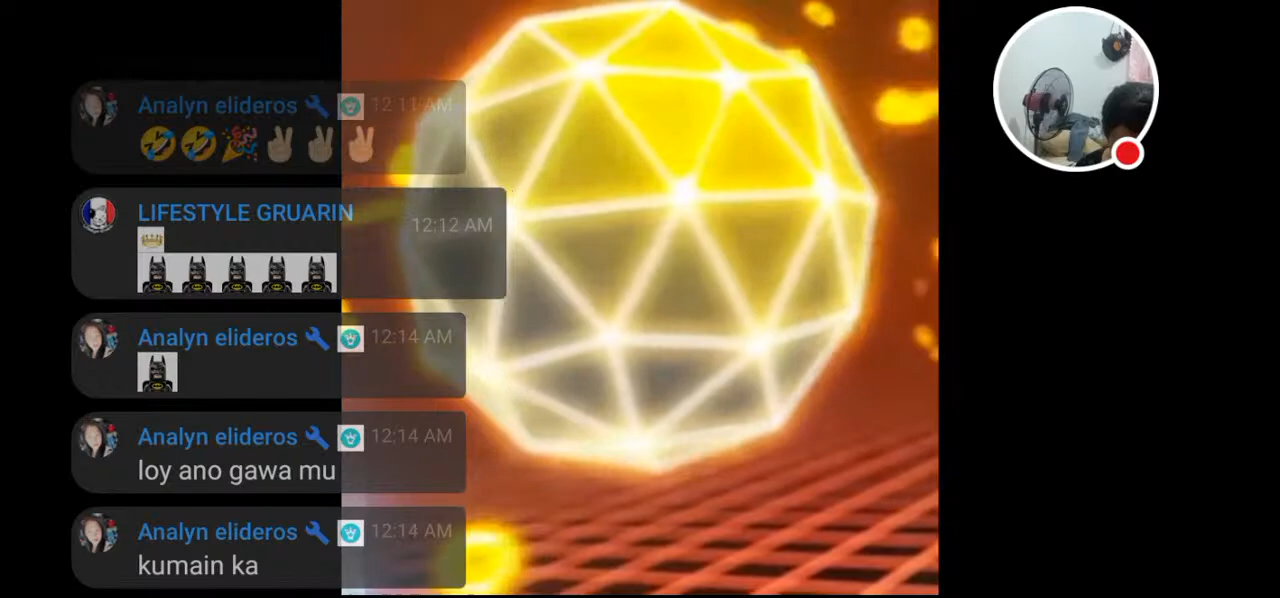 Analyn elideros 🔧 12:11 AM
🤣🤣🎉✌🏼✌🏼✌🏼
LIFESTYLE GRUARIN
12:12 AM
Analyn elideros 🔧 12:14 AM
Analyn elideros 🔧 12:14 AM
loy ano gawa mu
Analyn elideros 🔧 12:14 AM
kumain ka